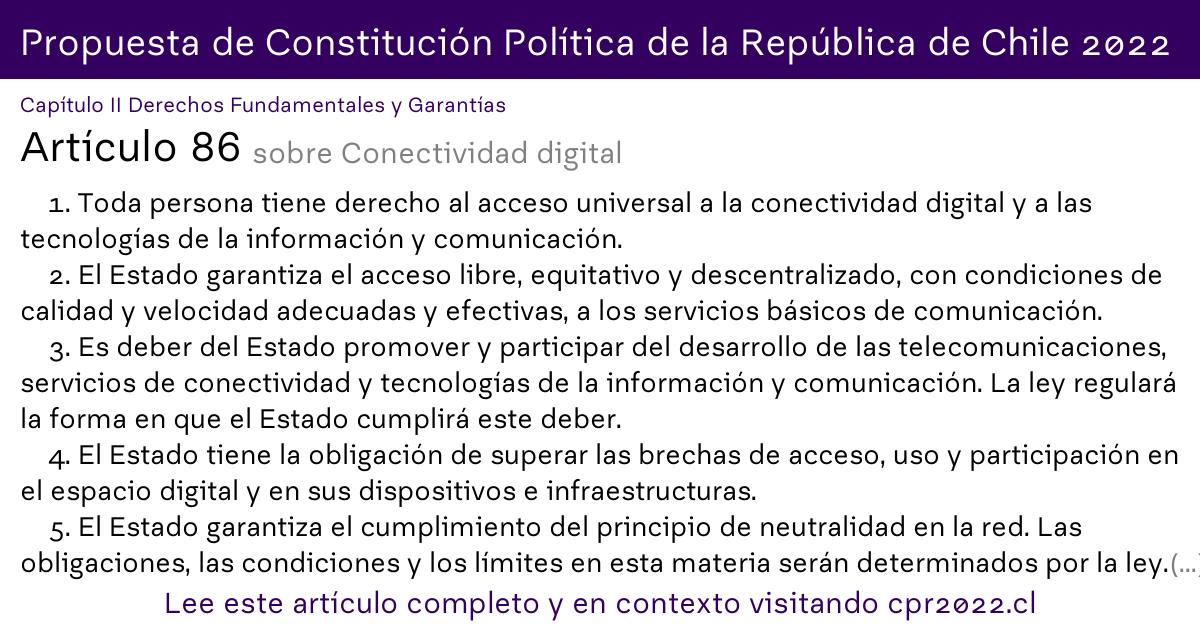 Propuesta de Constitución Política de la República de Chile 2022
Capítulo II Derechos Fundamentales y Garantías
Artículo 86 sobre Conectividad digital
1. Toda persona tiene derecho al acceso universal a la conectividad digital y a las
tecnologías de la información y comunicación.
2. El Estado garantiza el acceso libre, equitativo y descentralizado, con condiciones de
calidad y velocidad adecuadas y efectivas, a los servicios básicos de comunicación.
3. Es deber del Estado promover y participar del desarrollo de las telecomunicaciones,
servicios de conectividad y tecnologías de la información y comunicación. La ley regulará
la forma en que el Estado cumplirá este deber.
4. El Estado tiene la obligación de superar las brechas de acceso, uso y participación en
el espacio digital y en sus dispositivos e infraestructuras.
5. El Estado garantiza el cumplimiento del principio de neutralidad en la red. Las
obligaciones, las condiciones y los límites en esta materia serán determinados por la ley.(...)
Lee este artículo completo y en contexto visitando cpr2022.cl